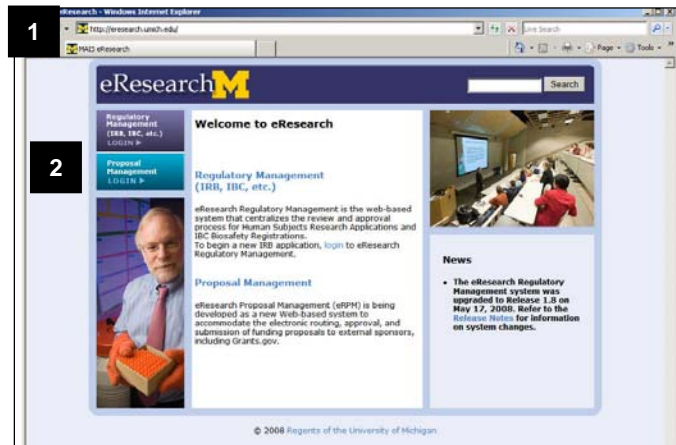 eResearch - Windows Internet Explorer
1
http://eresearch.umich.edu/
Live Search
MAIS eResearch
Page
Tools
eResearch M
Search
Regulatory
Management
(IRB, IBC, etc.)
LOGIN
2
Proposal
Management
LOGIN
Welcome to eResearch
Regulatory Management
(IRB, IBC, etc.)
eResearch Regulatory Management is the web-based
system that centralizes the review and approval
process for Human Subjects Research Applications and
IBC Biosafety Registrations.
To begin a new IRB application, login to eResearch
Regulatory Management.
Proposal Management
eResearch Proposal Management (eRPM) is being
developed as a new Web-based system to
accommodate the electronic routing, approval, and
submission of funding proposals to external sponsors,
including Grants.gov.
News
• The eResearch Regulatory
Management system was
upgraded to Release 1.8 on
May 17, 2008. Refer to the
Release Notes for information
on system changes.
© 2008 Regents of the University of Michigan